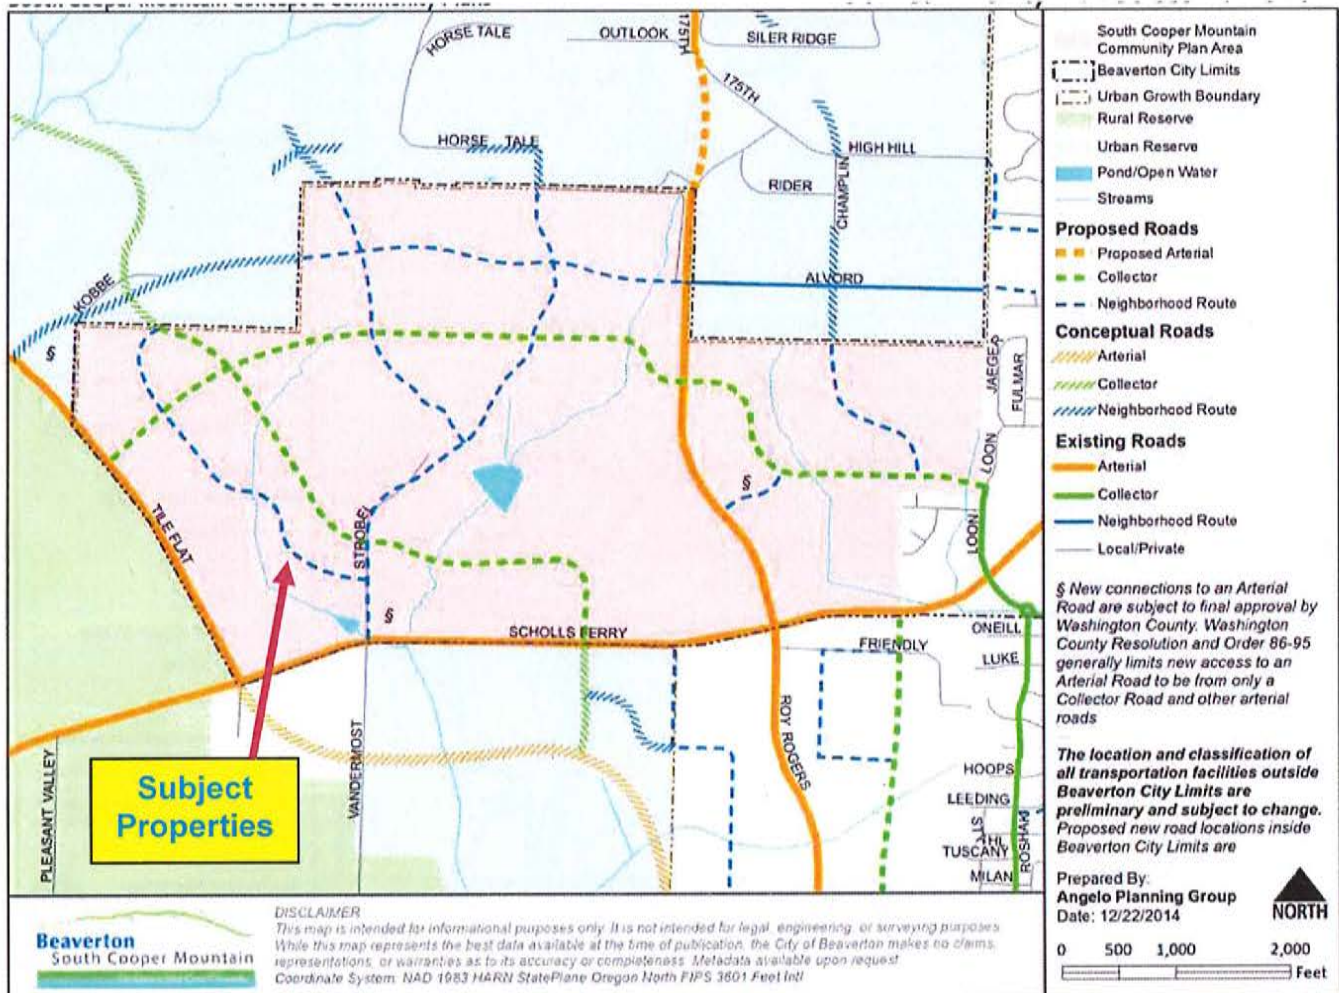 HORSE TALE
OUTLOOK
175TH
SILER RIDGE
175TH
HORSE TALE
HIGH HILL
RIDER
CHAMPLIN
KOBBE
ALVORD
§
JAEGER
FULMAR
LOON
§
TILE FLAT
STROBEL
LOON
§
SCHOLLS FERRY
FRIENDLY
ONEILL
LUKE
ROY ROGERS
VANDERMOST
PLEASANT VALLEY
HOOPS
LEEDING
ST
TUSCANY
MILAN
ROSHAK
Subject
Properties
South Cooper Mountain
Community Plan Area
Beaverton City Limits
Urban Growth Boundary
Rural Reserve
Urban Reserve
Pond/Open Water
Streams
Proposed Roads
Proposed Arterial
Collector
Neighborhood Route
Conceptual Roads
Arterial
Collector
Neighborhood Route
Existing Roads
Arterial
Collector
Neighborhood Route
Local/Private
§ New connections to an Arterial
Road are subject to final approval by
Washington County. Washington
County Resolution and Order 86-95
generally limits new access to an
Arterial Road to be from only a
Collector Road and other arterial
roads
The location and classification of
all transportation facilities outside
Beaverton City Limits are
preliminary and subject to change.
Proposed new road locations inside
Beaverton City Limits are
Prepared By:
Angelo Planning Group
Date: 12/22/2014
NORTH
0 500 1,000 2,000
Feet
Beaverton
South Cooper Mountain
DISCLAIMER
This map is intended for informational purposes only. It is not intended for legal, engineering, or surveying purposes.
While this map represents the best data available at the time of publication, the City of Beaverton makes no claims,
representations, or warranties as to its accuracy or completeness. Metadata available upon request
Coordinate System: NAD 1983 HARN StatePlane Oregon North FIPS 3601 Feet Intl